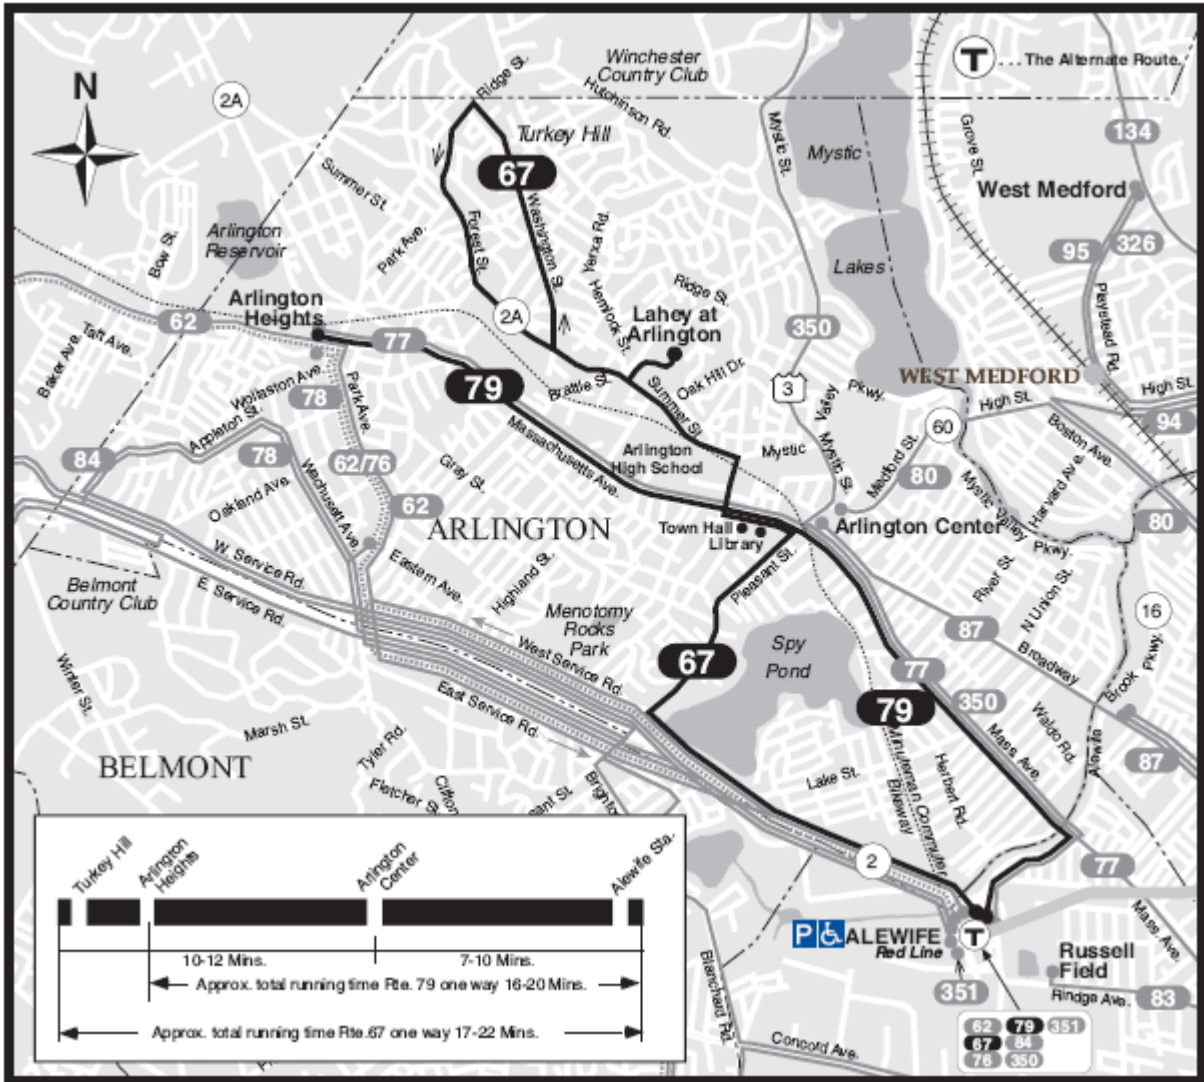 N
2A
Ridge St.
Winchester
Country Club
Hutchinson Rd.
T
.... The Alternate Route.
134
Turkey Hill
67
Mystic St.
Mystic
Grove St.
West Medford
Summer St.
Washington St.
Forest St.
Park Ave.
Yerxa Rd.
Hemlock St.
Arlington
Reservoir
Bow St.
95
326
Lakes
Ridge St.
Playstead Rd.
Arlington
Heights
62
77
2A
Lahey at
Arlington
350
Taft Ave.
Baker Ave.
Wollaston Ave.
Park Ave.
78
79
Brattle St.
Summer St.
Oak Hill Dr.
3
Valley
Pkwy.
WEST MEDFORD
High St.
High St.
94
60
Appleton St.
78
84
Massachusetts Ave.
Arlington
High School
Mystic
Mystic St.
Medford St.
80
Boston Ave.
Harvard Ave.
62/76
Gray St.
Oakland Ave.
Wachusett Ave.
62
ARLINGTON
Town Hall
Library
Arlington Center
Mystic Valley Pkwy.
80
W. Service Rd.
E. Service Rd.
Belmont
Country Club
Eastern Ave.
Highland St.
Pleasant St.
River St.
N Union St.
16
Menotomy
Rocks
Park
87
Broadway
Brook
Pkwy
Winter St.
West Service Rd.
67
Spy
Pond
77
350
79
East Service Rd.
Marsh St.
Tyler Rd.
Waldo Rd.
Mass. Ave.
Alewife
87
BELMONT
Fletcher St.
Lake St.
Minuteman Commuter
Bikeway
Herbert Rd.
2
77
Mass. Ave.
Turkey Hill
Arlington
Heights
Arlington
Center
Alewife Sta.
10-12 Mins.
7-10 Mins.
Approx. total running time Rte. 79 one way 16-20 Mins.
Approx. total running time Rte.67 one way 17-22 Mins.
P
ALEWIFE
Red Line
T
Russell
Field
351
Rindge Ave.
83
Blanchard Rd.
Concord Ave.
62 79 351
67 84
76 350